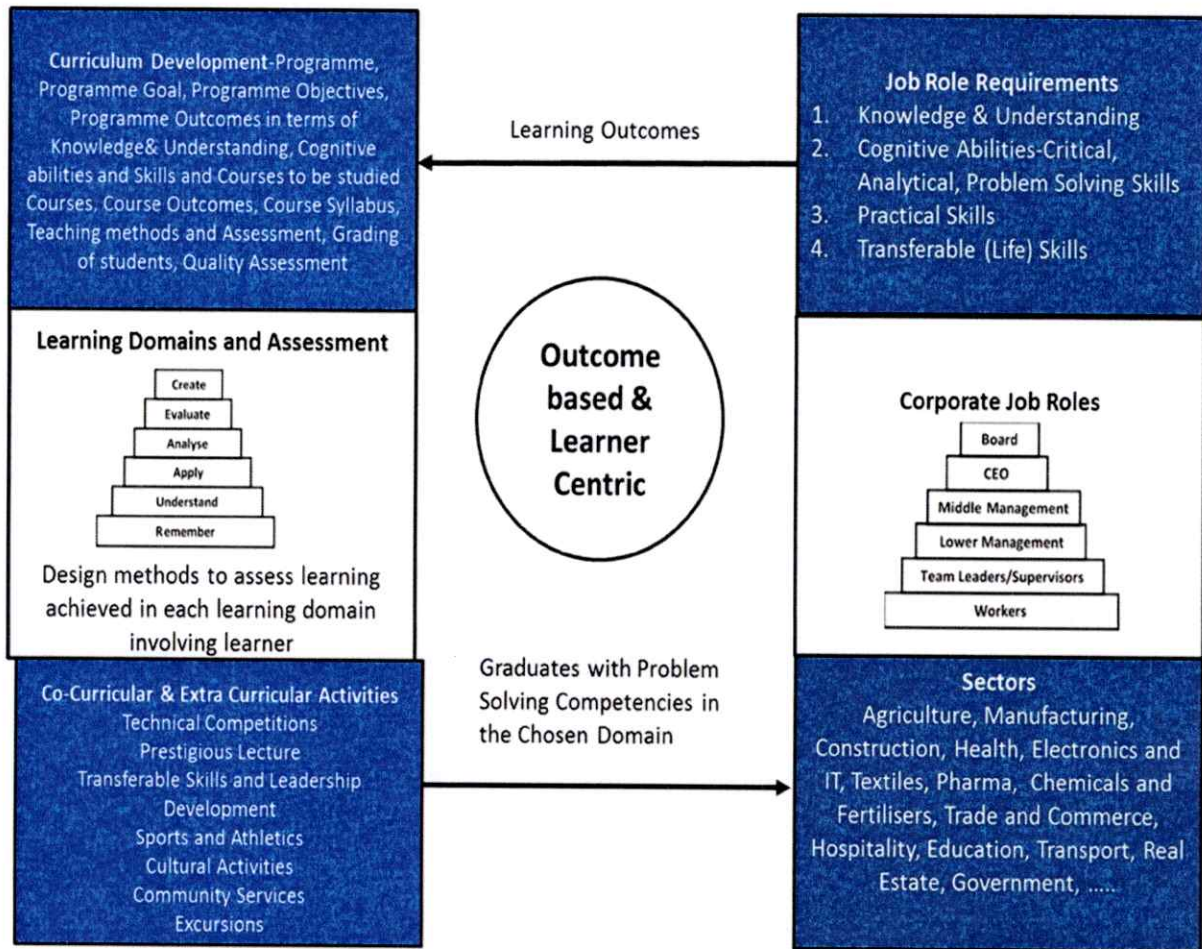 Curriculum Development-Programme,
Programme Goal, Programme Objectives,
Programme Outcomes in terms of
Knowledge& Understanding, Cognitive
abilities and Skills and Courses to be studied
Courses, Course Outcomes, Course Syllabus,
Teaching methods and Assessment, Grading
of students, Quality Assessment
Learning Outcomes
Job Role Requirements
1. Knowledge & Understanding
2. Cognitive Abilities-Critical,
Analytical, Problem Solving Skills
3. Practical Skills
4. Transferable (Life) Skills
Learning Domains and Assessment
Create
Evaluate
Analyse
Apply
Understand
Remember
Design methods to assess learning
achieved in each learning domain
involving learner
Outcome
based &
Learner
Centric
Corporate Job Roles
Board
CEO
Middle Management
Lower Management
Team Leaders/Supervisors
Workers
Co-Curricular & Extra Curricular Activities
Technical Competitions
Prestigious Lecture
Transferable Skills and Leadership
Development
Sports and Athletics
Cultural Activities
Community Services
Excursions
Graduates with Problem
Solving Competencies in
the Chosen Domain
Sectors
Agriculture, Manufacturing,
Construction, Health, Electronics and
IT, Textiles, Pharma, Chemicals and
Fertilisers, Trade and Commerce,
Hospitality, Education, Transport, Real
Estate, Government, .....